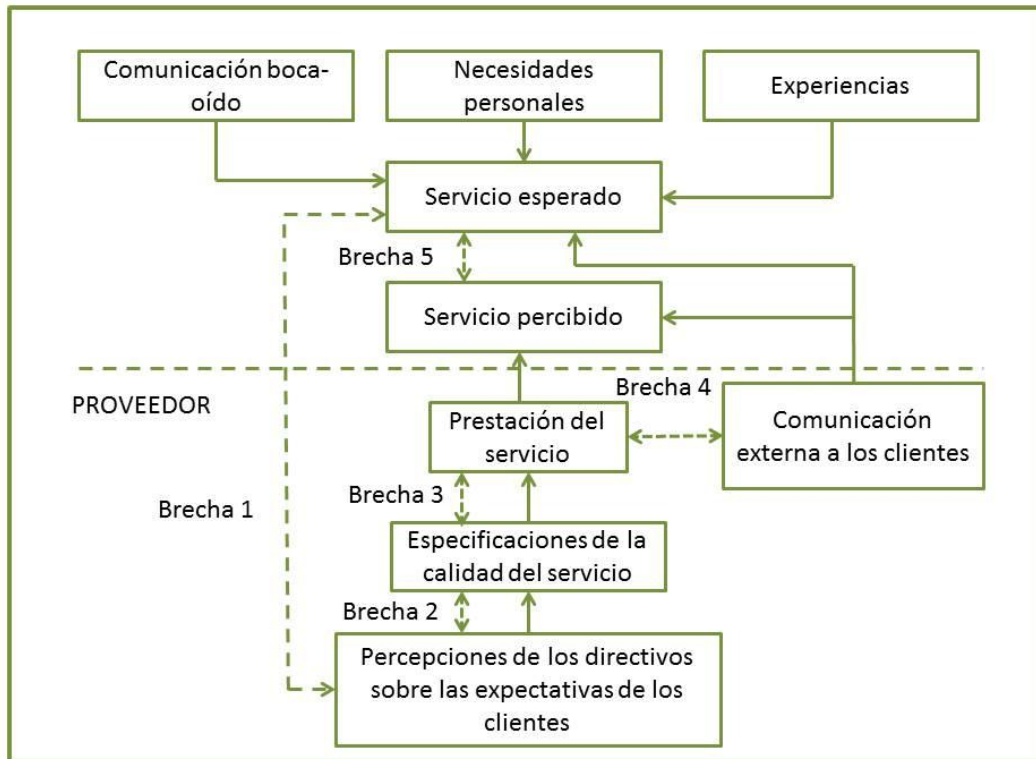 Comunicación boca-
oído
Necesidades
personales
Experiencias
Servicio esperado
Brecha 5
Servicio percibido
Brecha 4
PROVEEDOR
Prestación del
servicio
Comunicación
externa a los clientes
Brecha 3
Brecha 1
Especificaciones de la
calidad del servicio
Brecha 2
Percepciones de los directivos
sobre las expectativas de los
clientes